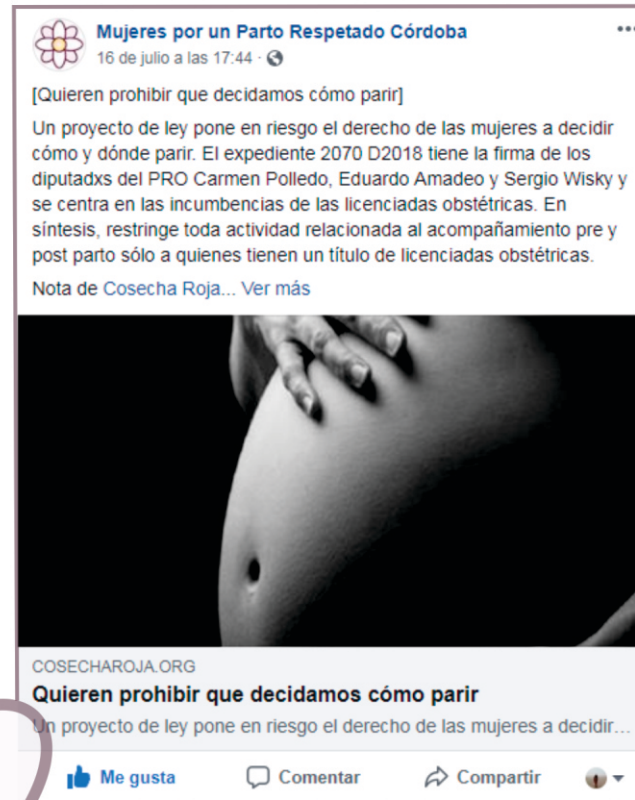 Mujeres por un Parto Respetado Córdoba
16 de julio a las 17:44 ·
[Quieren prohibir que decidamos cómo parir]
Un proyecto de ley pone en riesgo el derecho de las mujeres a decidir
cómo y dónde parir. El expediente 2070 D2018 tiene la firma de los
diputadxs del PRO Carmen Polledo, Eduardo Amadeo y Sergio Wisky y
se centra en las incumbencias de las licenciadas obstétricas. En
síntesis, restringe toda actividad relacionada al acompañamiento pre y
post parto sólo a quienes tienen un título de licenciadas obstétricas.
Nota de Cosecha Roja... Ver más
COSECHAROJA.ORG
Quieren prohibir que decidamos cómo parir
Un proyecto de ley pone en riesgo el derecho de las mujeres a decidir...
Me gusta Comentar Compartir